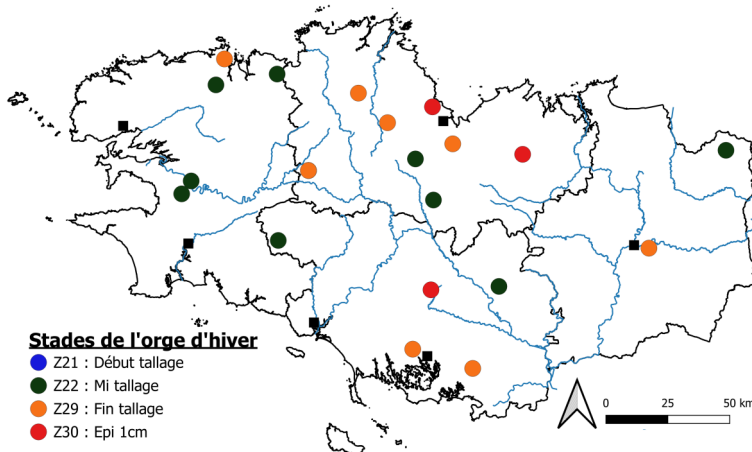 Stades de l'orge d'hiver
Z21 : Début tallage
Z22 : Mi tallage
Z29 : Fin tallage
Z30 : Epi 1cm
0 25 50 km